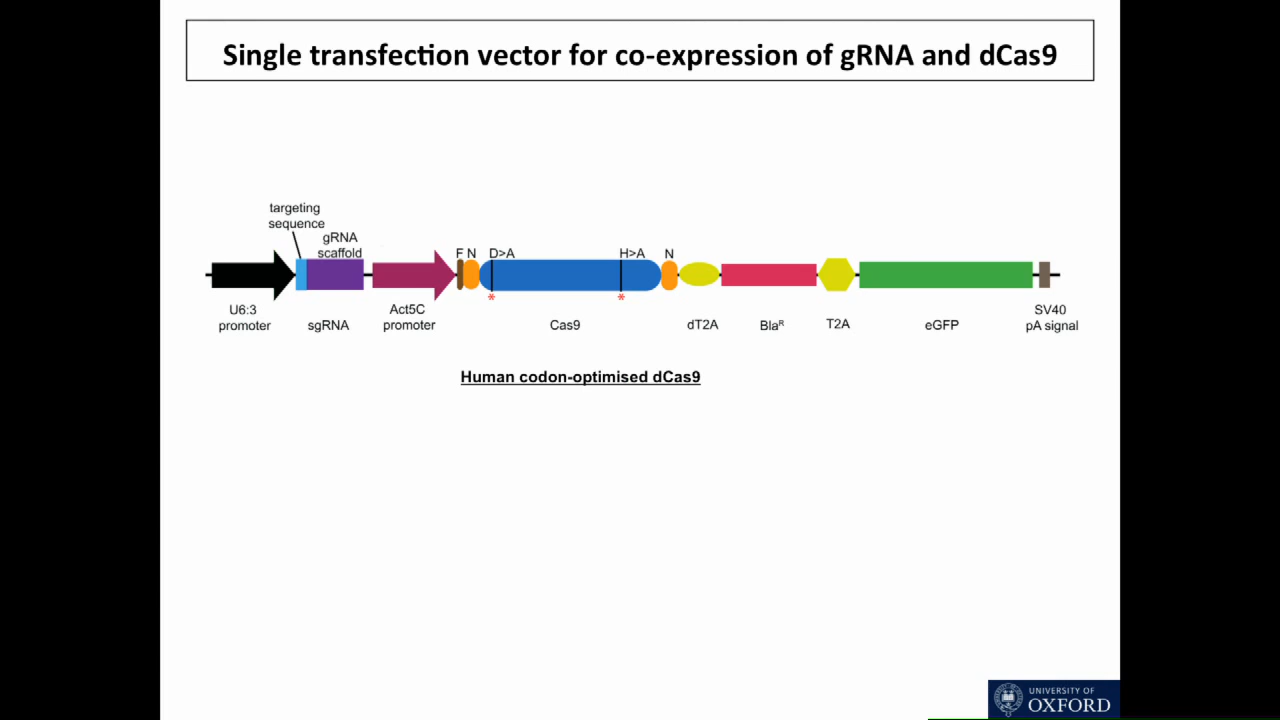 Single transfection vector for co-expression of gRNA and dCas9
targeting
sequence
gRNA
scaffold
F N D>A H>A N
* *
U6:3
promoter
sgRNA
Act5C
promoter
Cas9
dT2A
Blaᴿ
T2A
eGFP
SV40
pA signal
Human codon-optimised dCas9
UNIVERSITY OF
OXFORD